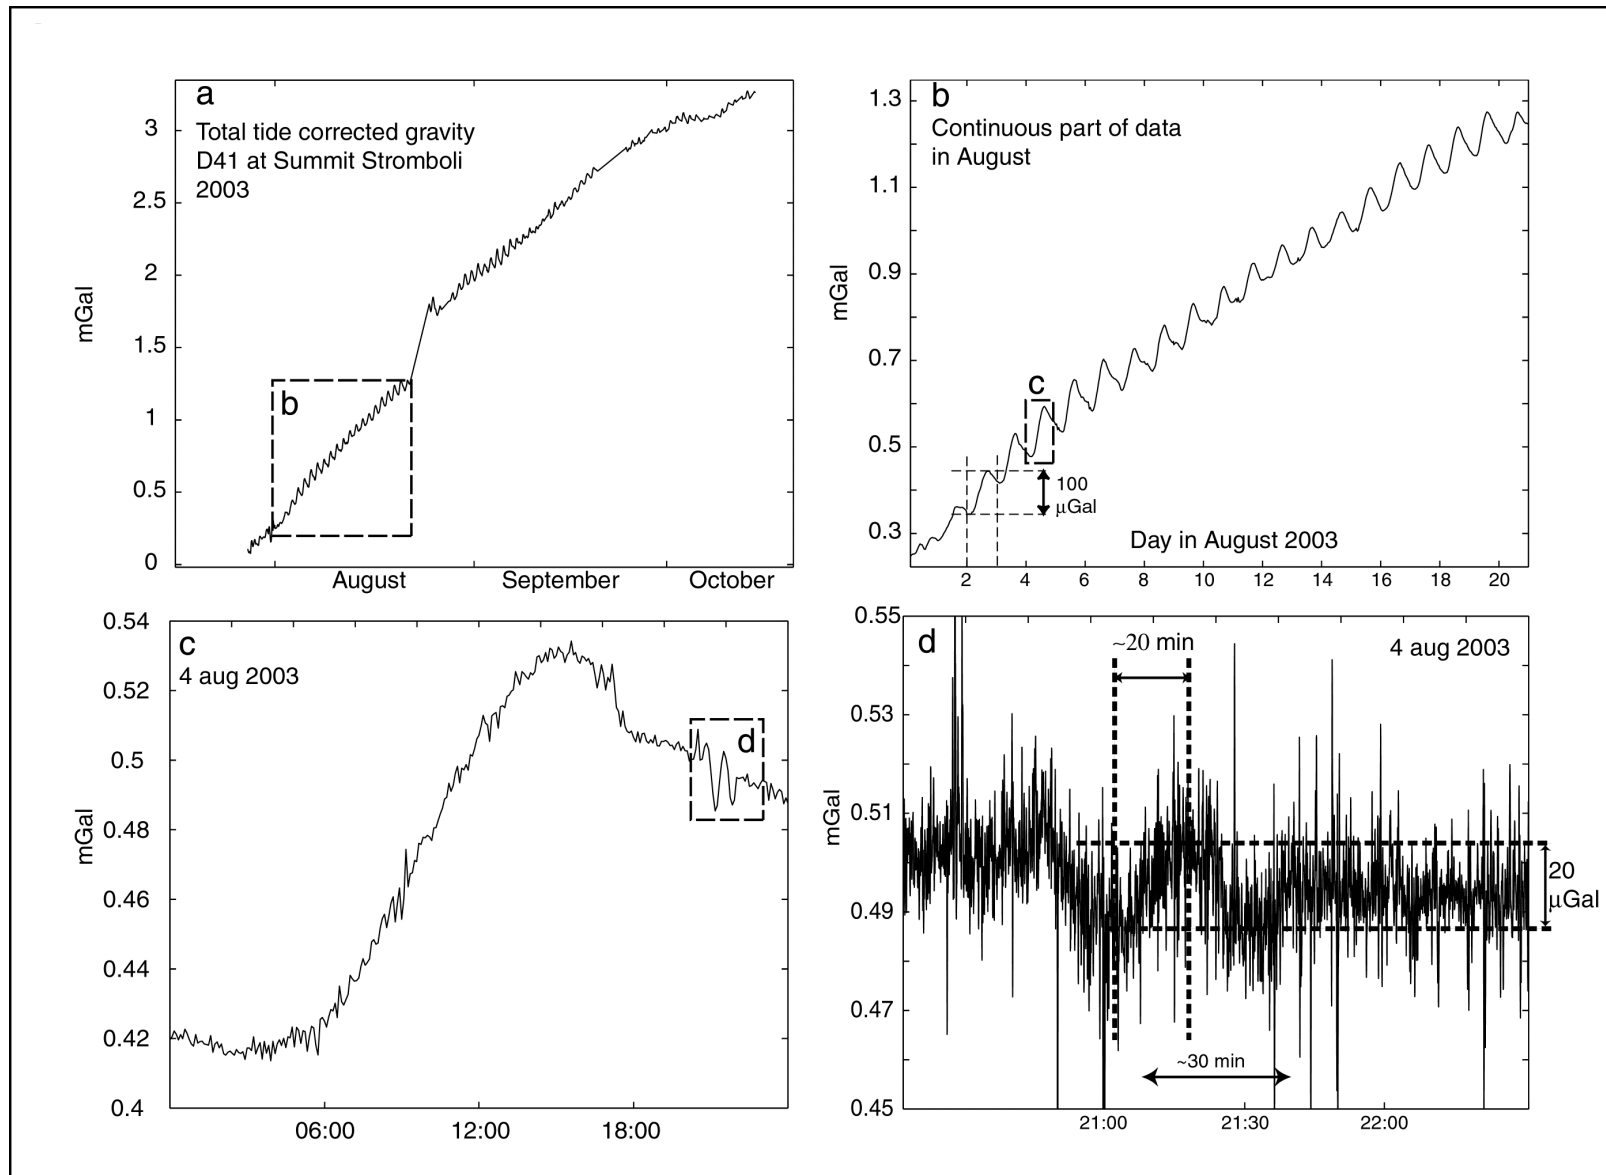 a
Total tide corrected gravity
D41 at Summit Stromboli
2003
mGal
3
2.5
2
1.5
1
0.5
0
b
August September October
b
Continuous part of data
in August
mGal
1.3
1.1
0.9
0.7
0.5
0.3
c
100
μGal
Day in August 2003
2 4 6 8 10 12 14 16 18 20
c
4 aug 2003
mGal
0.54
0.52
0.5
0.48
0.46
0.44
0.42
0.4
d
06:00 12:00 18:00
d
~20 min
4 aug 2003
mGal
0.55
0.53
0.51
0.49
0.47
0.45
20
μGal
~30 min
21:00 21:30 22:00